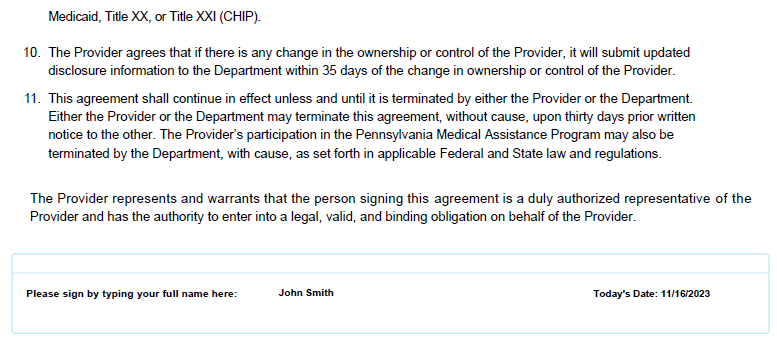 Medicaid, Title XX, or Title XXI (CHIP).
10. The Provider agrees that if there is any change in the ownership or control of the Provider, it will submit updated
disclosure information to the Department within 35 days of the change in ownership or control of the Provider.
11. This agreement shall continue in effect unless and until it is terminated by either the Provider or the Department.
Either the Provider or the Department may terminate this agreement, without cause, upon thirty days prior written
notice to the other. The Provider's participation in the Pennsylvania Medical Assistance Program may also be
terminated by the Department, with cause, as set forth in applicable Federal and State law and regulations.
The Provider represents and warrants that the person signing this agreement is a duly authorized representative of the
Provider and has the authority to enter into a legal, valid, and binding obligation on behalf of the Provider.
Please sign by typing your full name here: John Smith Today's Date: 11/16/2023